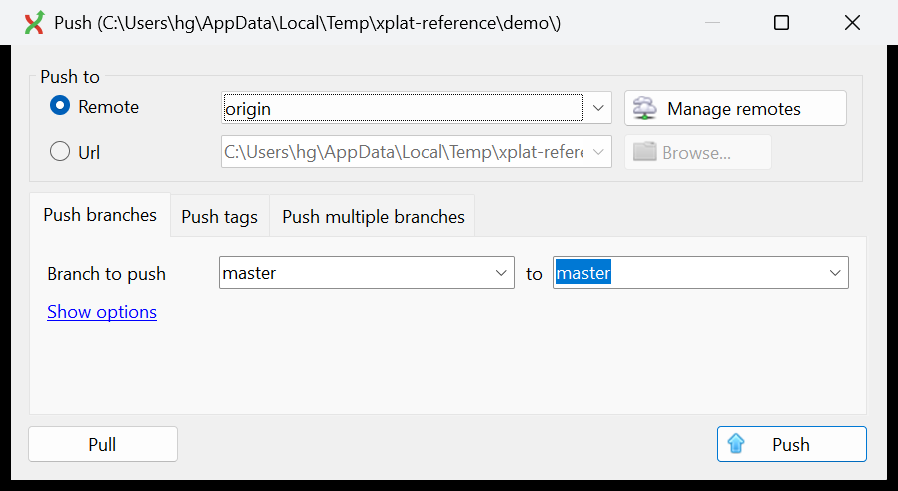 Push (C:\Users\hg\AppData\Local\Temp\xplat-reference\demo\)
Push to
Remote origin Manage remotes
Url C:\Users\hg\AppData\Local\Temp\xplat-refere Browse...
Push branches Push tags Push multiple branches
Branch to push master to master
Show options
Pull Push